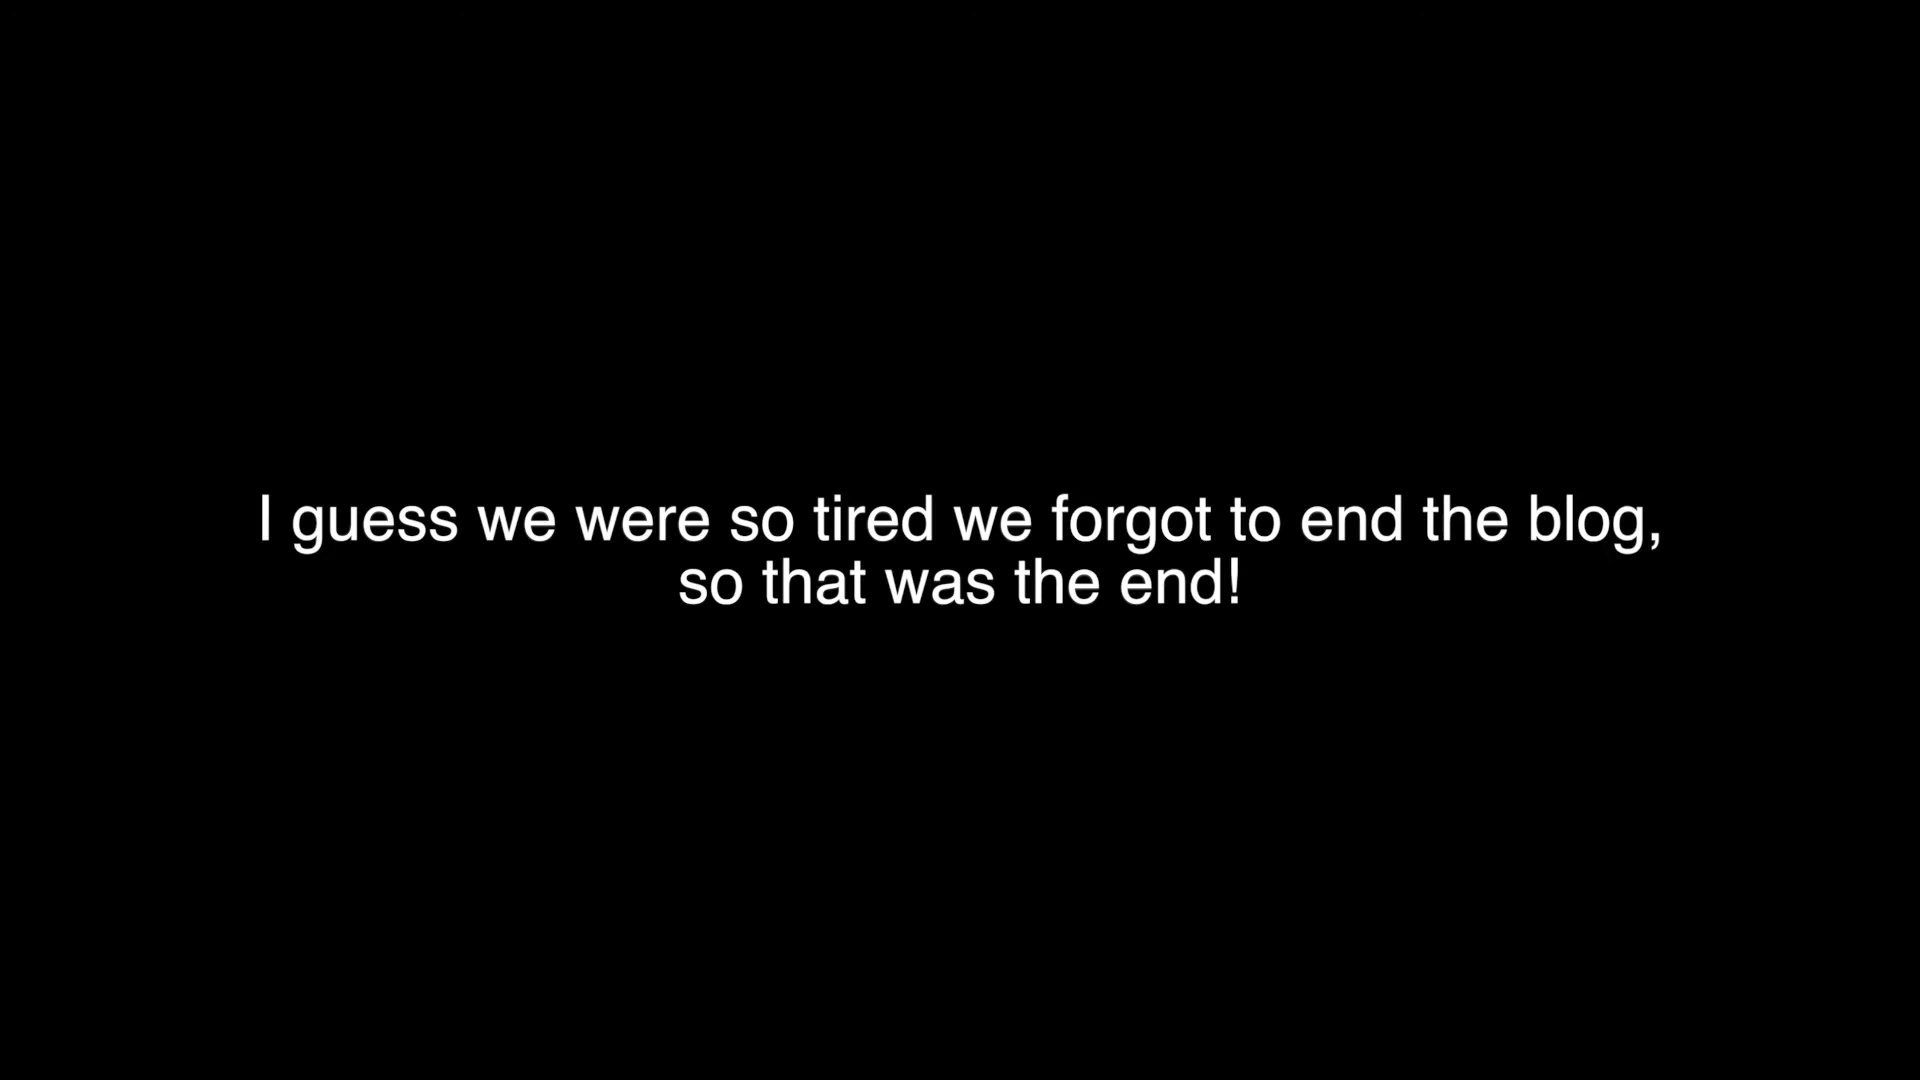 I guess we were so tired we forgot to end the blog,
so that was the end!